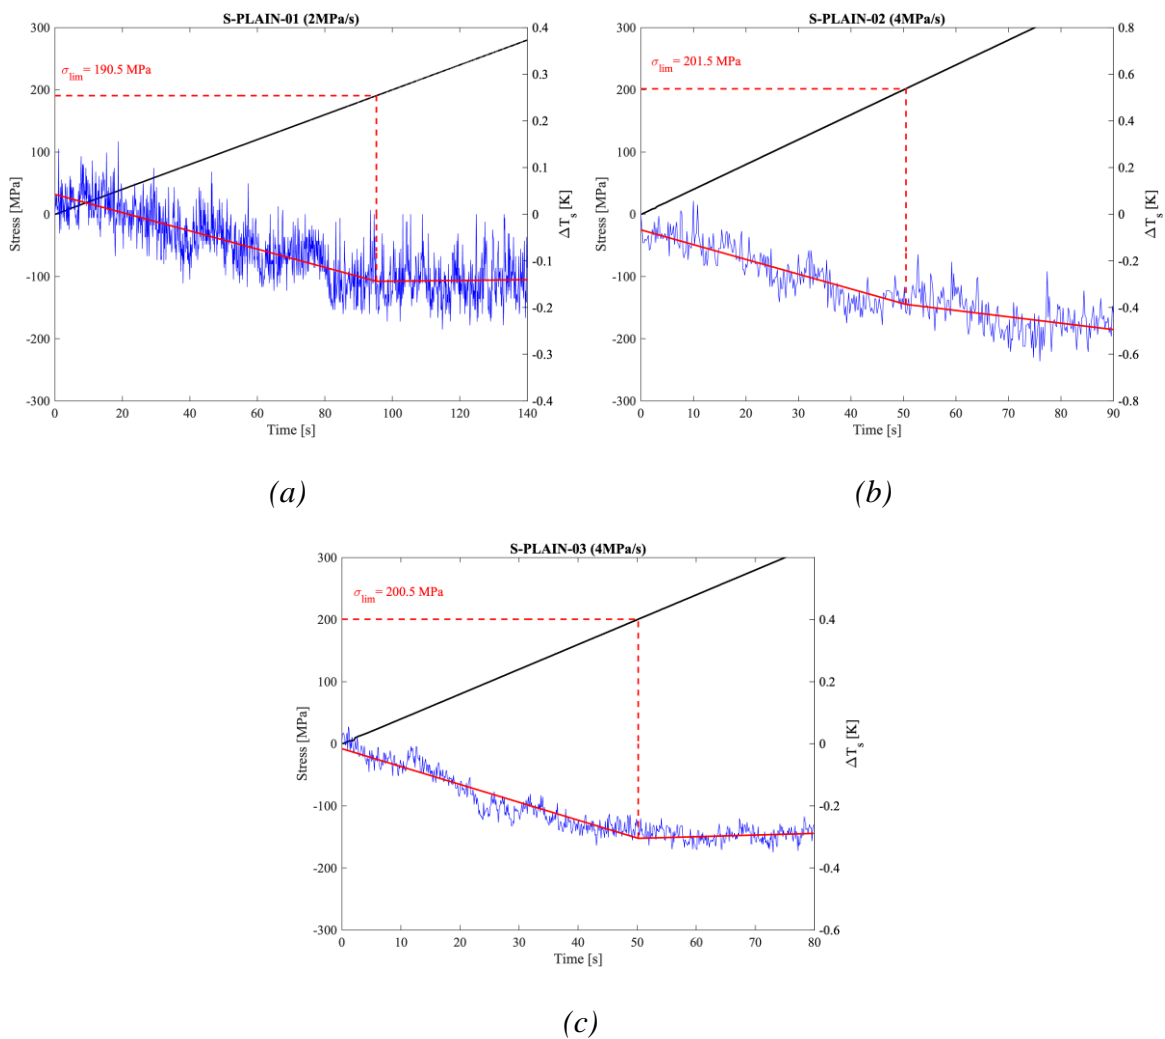 S-PLAIN-01 (2MPa/s)
σlim= 190.5 MPa
Stress [MPa]
300
200
100
0
-100
-200
-300
0 20 40 60 80 100 120 140
Time [s]
0.4
0.3
0.2
0.1
0
-0.1
-0.2
-0.3
-0.4
ΔTs [K]
(a)
S-PLAIN-02 (4MPa/s)
σlim= 201.5 MPa
Stress [MPa]
300
200
100
0
-100
-200
-300
0 10 20 30 40 50 60 70 80 90
Time [s]
0.8
0.6
0.4
0.2
0
-0.2
-0.4
-0.6
-0.8
ΔTs [K]
(b)
S-PLAIN-03 (4MPa/s)
σlim= 200.5 MPa
Stress [MPa]
300
200
100
0
-100
-200
-300
0 10 20 30 40 50 60 70 80
Time [s]
0.4
0.2
0
-0.2
-0.4
-0.6
ΔTs [K]
(c)